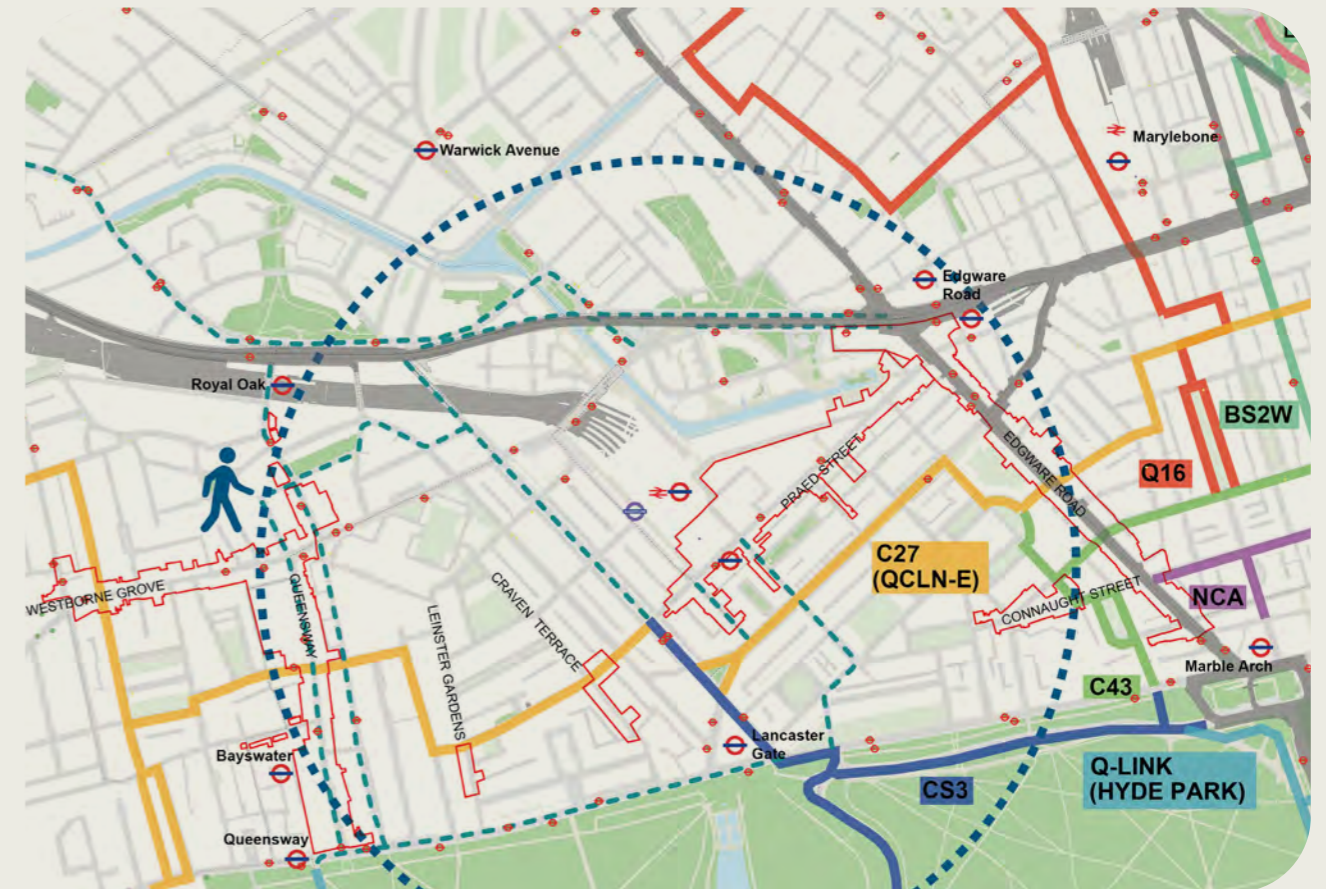 Warwick Avenue
Marylebone
Edgware
Road
Royal Oak
BS2W
Q16
EDGWARE ROAD
PRAED STREET
C27
(QCLN-E)
WESTBORNE GROVE
QUEENSWAY
LEINSTER GARDENS
CRAVEN TERRACE
CONNAUGHT STREET
NCA
Marble Arch
C43
Lancaster
Gate
Bayswater
Q-LINK
(HYDE PARK)
CS3
Queensway